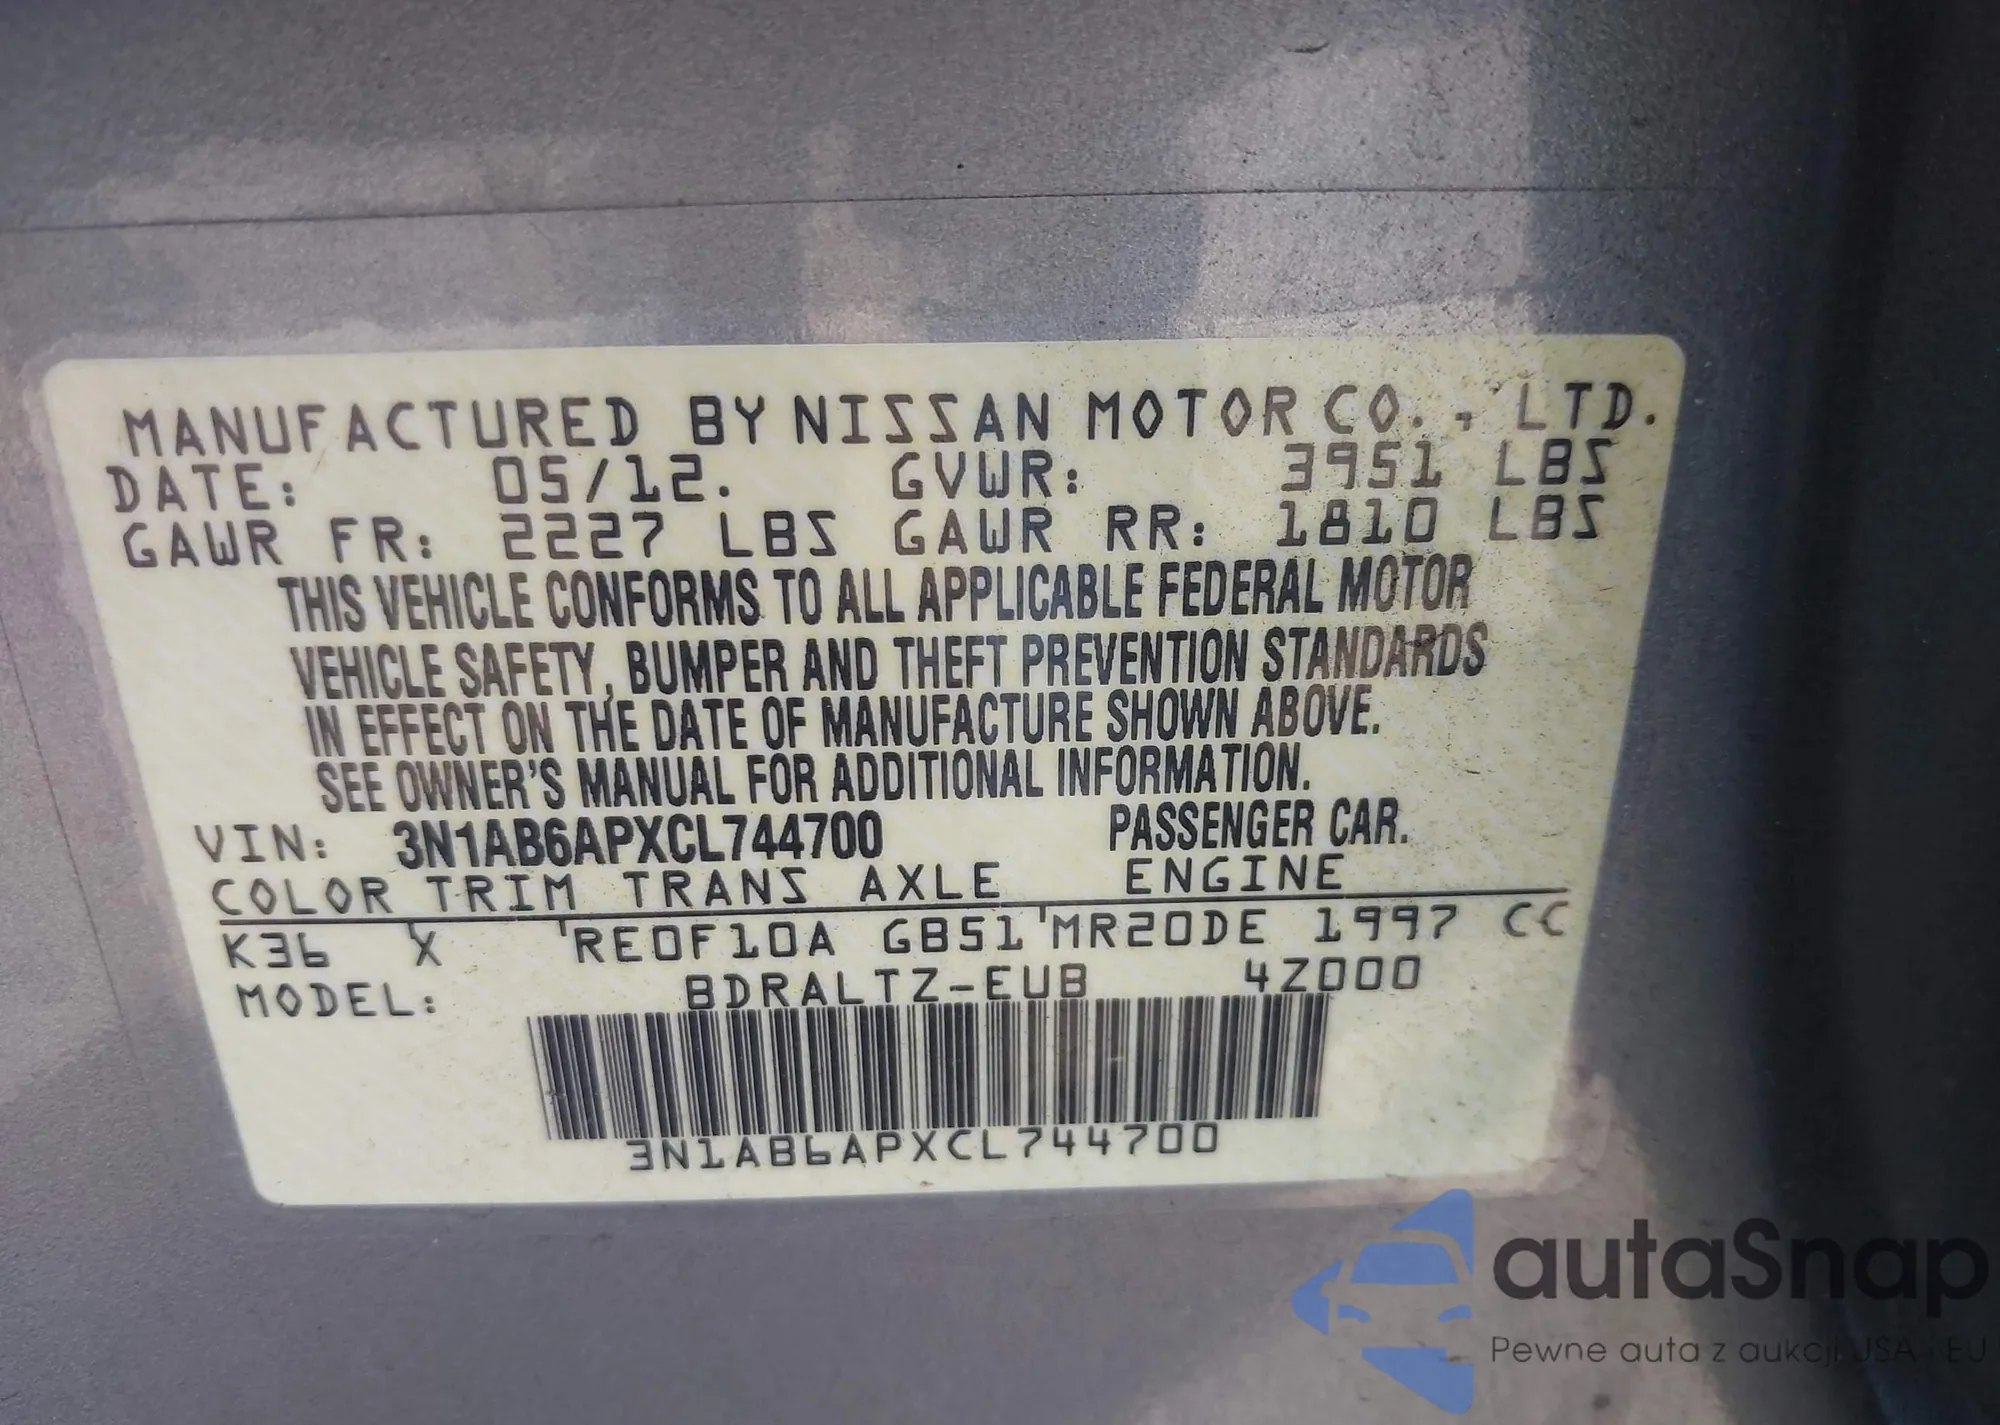 MANUFACTURED BY NISSAN MOTOR CO., LTD.
DATE: 05/12. GVWR: 3951 LBS
GAWR FR: 2227 LBS GAWR RR: 1810 LBS
THIS VEHICLE CONFORMS TO ALL APPLICABLE FEDERAL MOTOR
VEHICLE SAFETY, BUMPER AND THEFT PREVENTION STANDARDS
IN EFFECT ON THE DATE OF MANUFACTURE SHOWN ABOVE.
SEE OWNER'S MANUAL FOR ADDITIONAL INFORMATION.
VIN: 3N1AB6APXCL744700 PASSENGER CAR.
COLOR TRIM TRANS AXLE ENGINE
K36 X RE0F10A GB51 MR20DE 1997 CC
MODEL: BDRALTZ-EUB 4Z000
3N1AB6APXCL744700
autaSnap
Pewne auta z aukcji USA i EU